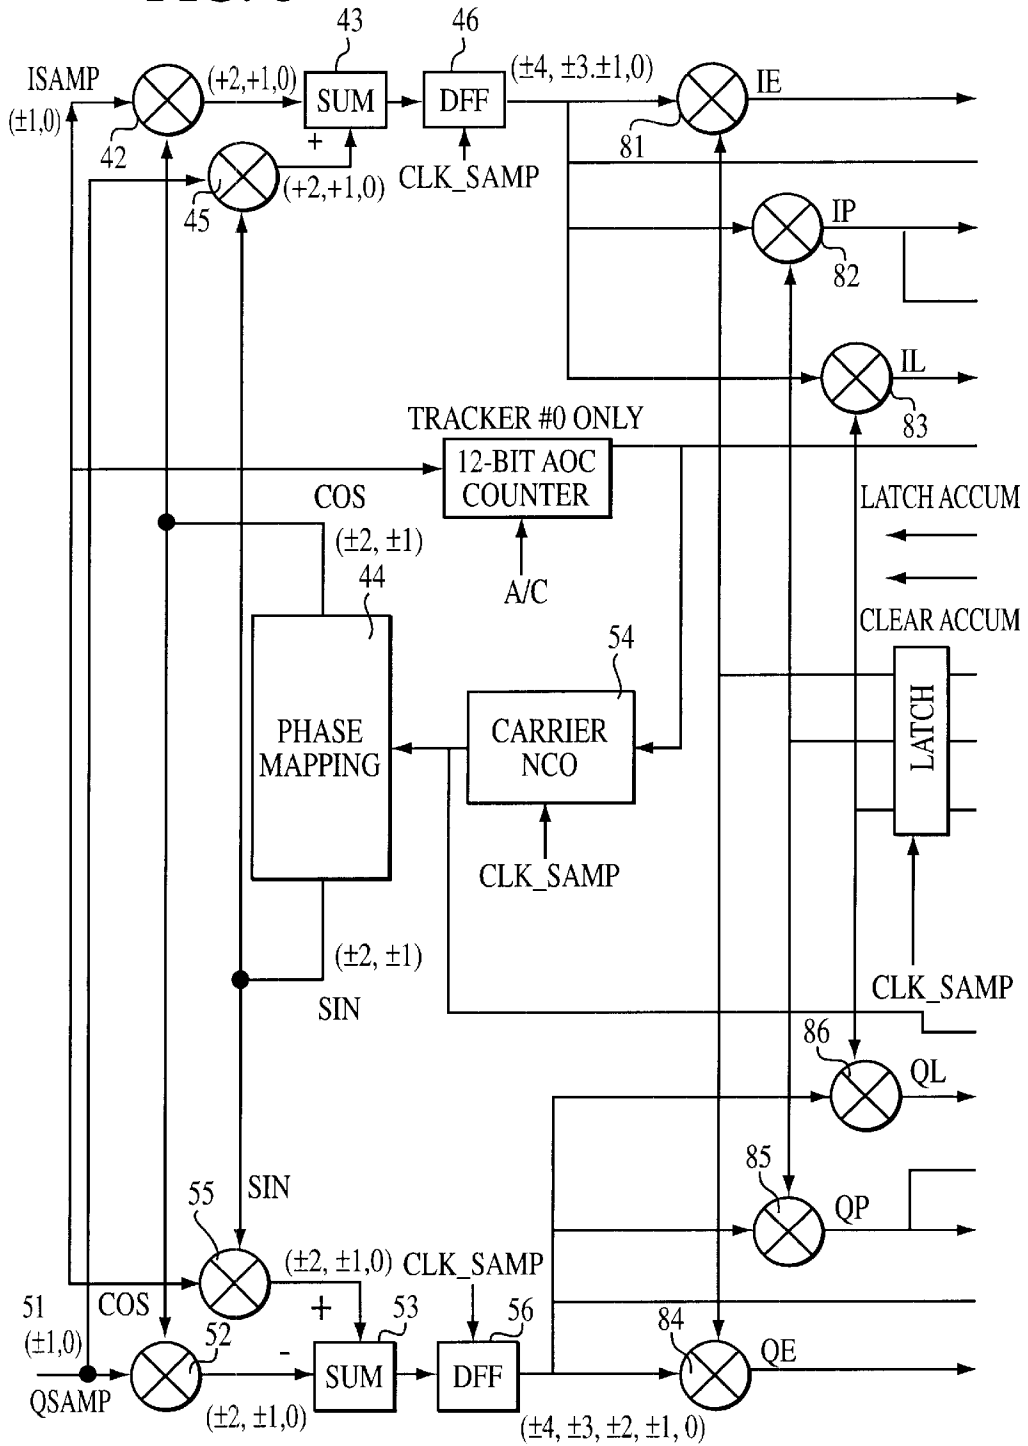 43
46
ISAMP
(±1,0)
(+2,+1,0)
SUM
DFF
(±4, ±3.±1,0)
IE
42
+
81
45
(+2,+1,0)
CLK_SAMP
IP
82
IL
83
TRACKER #0 ONLY
12-BIT AOC
COUNTER
COS
(±2, ±1)
LATCH ACCUM
44
A/C
CLEAR ACCUM
54
PHASE
MAPPING
CARRIER
NCO
LATCH
CLK_SAMP
(±2, ±1)
SIN
CLK_SAMP
86
QL
85
QP
SIN
55
(±2, ±1,0)
CLK_SAMP
51
COS
+
53
56
84
(±1,0)
52
-
SUM
DFF
QE
QSAMP
(±2, ±1,0)
(±4, ±3, ±2, ±1, 0)